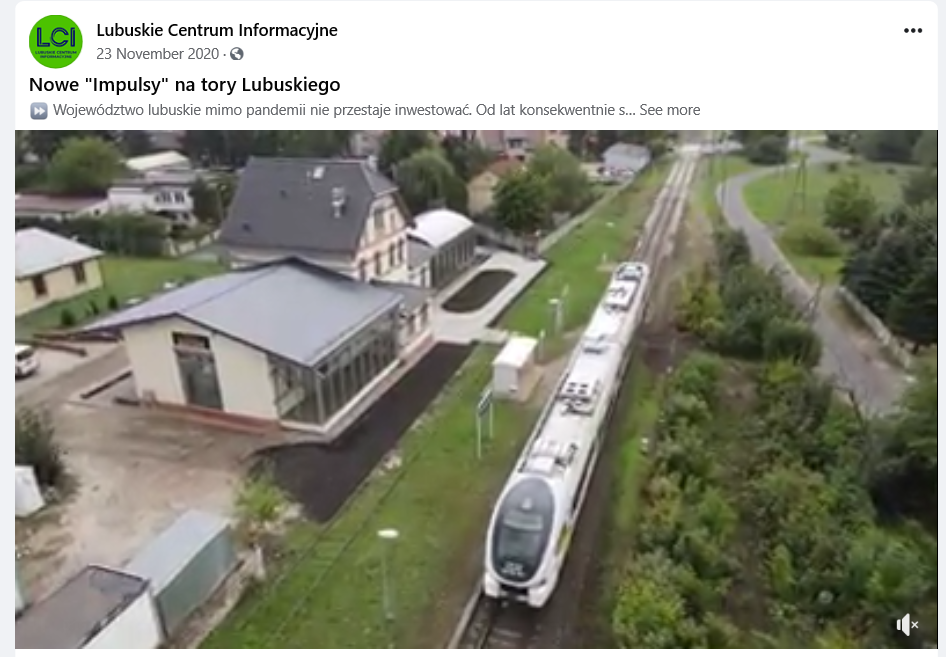 LCI
LUBUSKIE CENTRUM
INFORMACYJNE
Lubuskie Centrum Informacyjne
23 November 2020 ·
Nowe "Impulsy" na tory Lubuskiego
Województwo lubuskie mimo pandemii nie przestaje inwestować. Od lat konsekwentnie s... See more